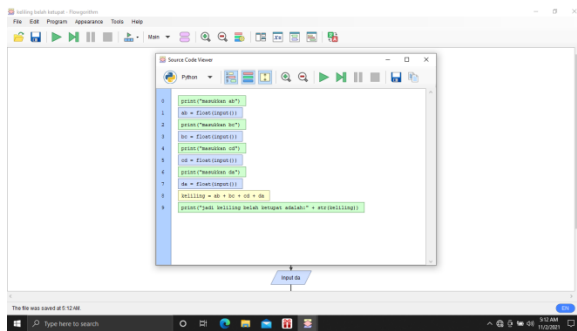 keliling belah ketupat - Flowgorithm
File Edit Program Appearance Tools Help
Main
Source Code Viewer
Python
0 print("masukkan ab")
1 ab = float(input())
2 print("masukkan bc")
3 bc = float(input())
4 print("masukkan cd")
5 cd = float(input())
6 print("masukkan da")
7 da = float(input())
8 keliling = ab + bc + cd + da
9 print("jadi keliling belah ketupat adalah:" + str(keliling))
Input da
The file was saved at 5:12 AM.
EN
Type here to search
5:12 AM
11/2/2021